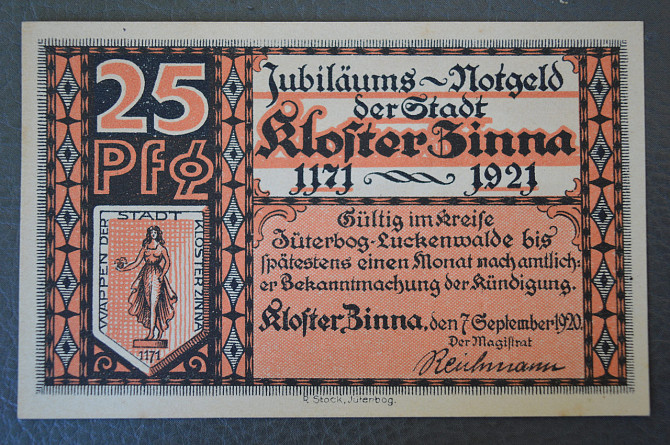 25
Pfg
WAPPEN DER STADT KLOSTER ZINNA
1171
Jubiläums~Notgeld
der Stadt
Kloster Zinna
1171 1921
Gültig im Kreise
Jüterbog-Luckenwalde bis
spätestens einen Monat nach amtlich-
er Bekanntmachung der Kündigung.
Kloster Zinna, den 7 September 1920.
Der Magistrat
Reichmann
R. Stock, Jüterbog.